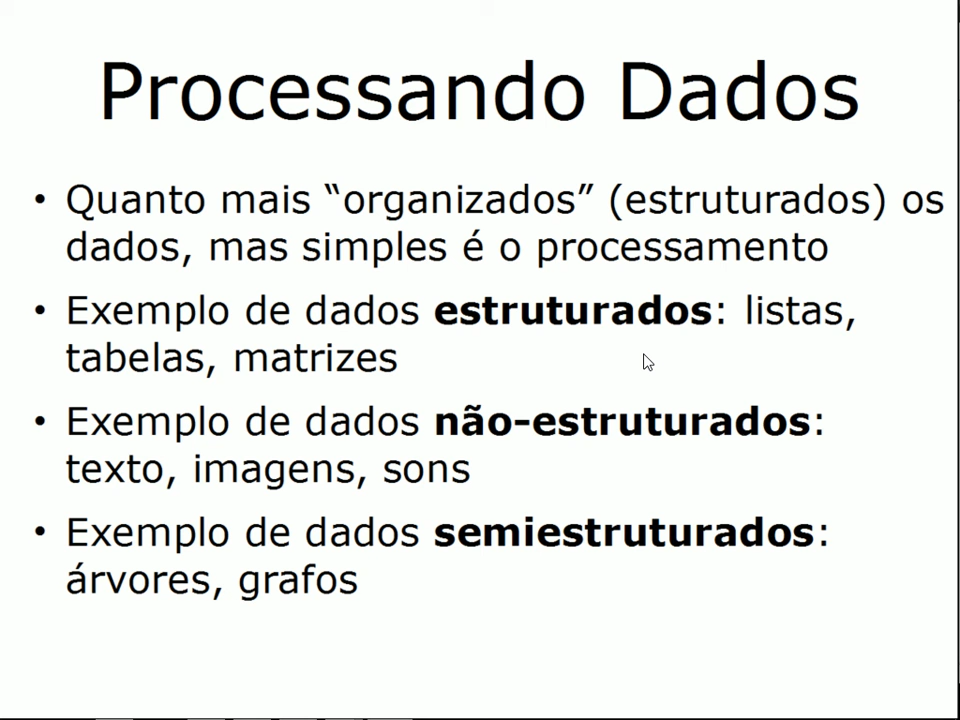 Processando Dados
• Quanto mais “organizados” (estruturados) os
dados, mas simples é o processamento
• Exemplo de dados estruturados: listas,
tabelas, matrizes
• Exemplo de dados não-estruturados:
texto, imagens, sons
• Exemplo de dados semiestruturados:
árvores, grafos